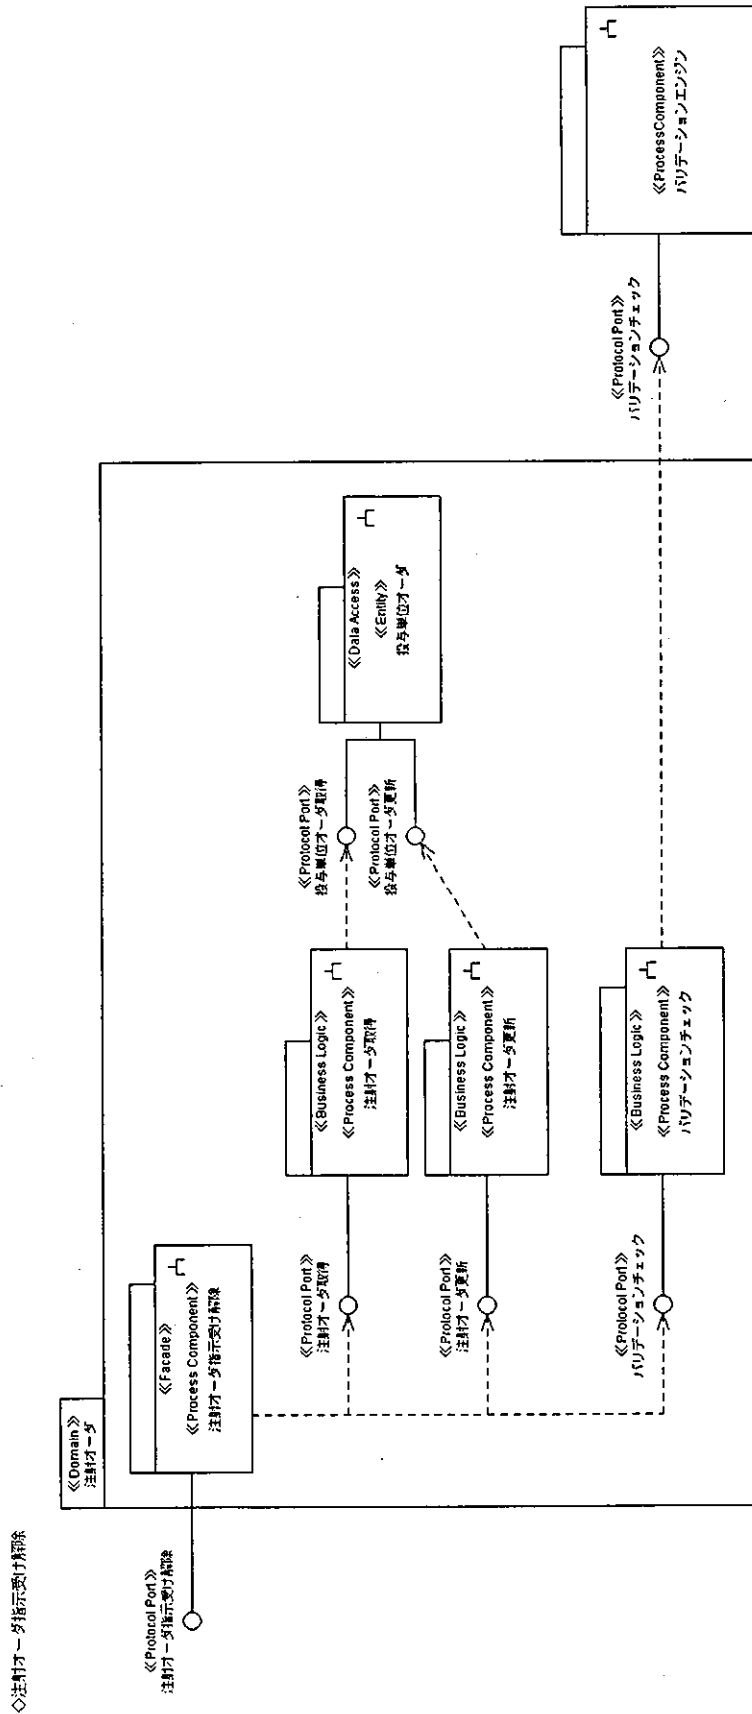 ◇注射オーダ指示受け解除
≪Domain≫
注射オーダ
≪Protocol Port≫
注射オーダ指示受け解除
≪Facade≫
≪Process Component≫
注射オーダ指示受け解除
≪Protocol Port≫
注射オーダ取得
≪Business Logic≫
≪Process Component≫
注射オーダ取得
≪Protocol Port≫
投与単位オーダ取得
≪Protocol Port≫
投与単位オーダ更新
≪Data Access≫
≪Entity≫
投与単位オーダ
≪Protocol Port≫
注射オーダ更新
≪Business Logic≫
≪Process Component≫
注射オーダ更新
≪Protocol Port≫
バリデーションチェック
≪Business Logic≫
≪Process Component≫
バリデーションチェック
≪Protocol Port≫
バリデーションチェック
≪ProcessComponent≫
バリデーションエンジン